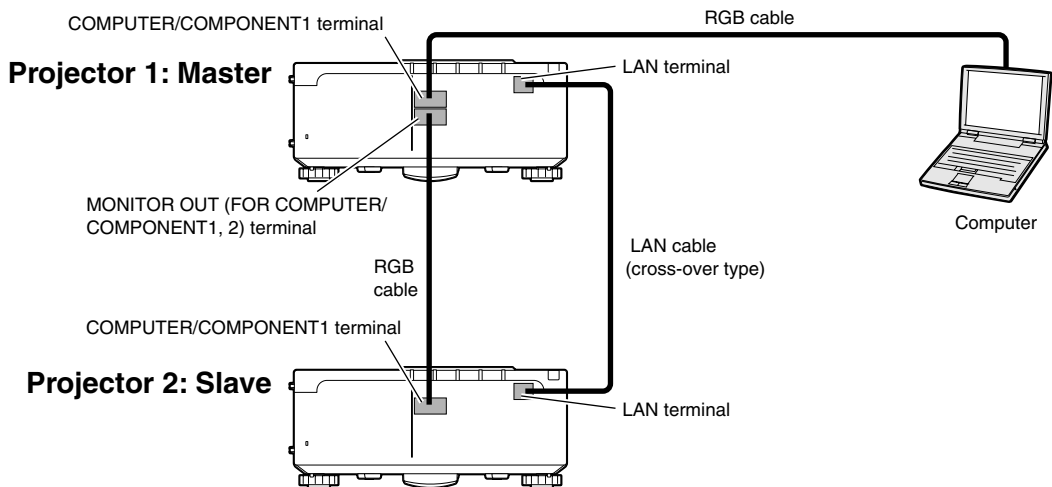 COMPUTER/COMPONENT1 terminal
RGB cable
Projector 1: Master
LAN terminal
MONITOR OUT (FOR COMPUTER/
COMPONENT1, 2) terminal
Computer
LAN cable
(cross-over type)
RGB
cable
COMPUTER/COMPONENT1 terminal
Projector 2: Slave
LAN terminal